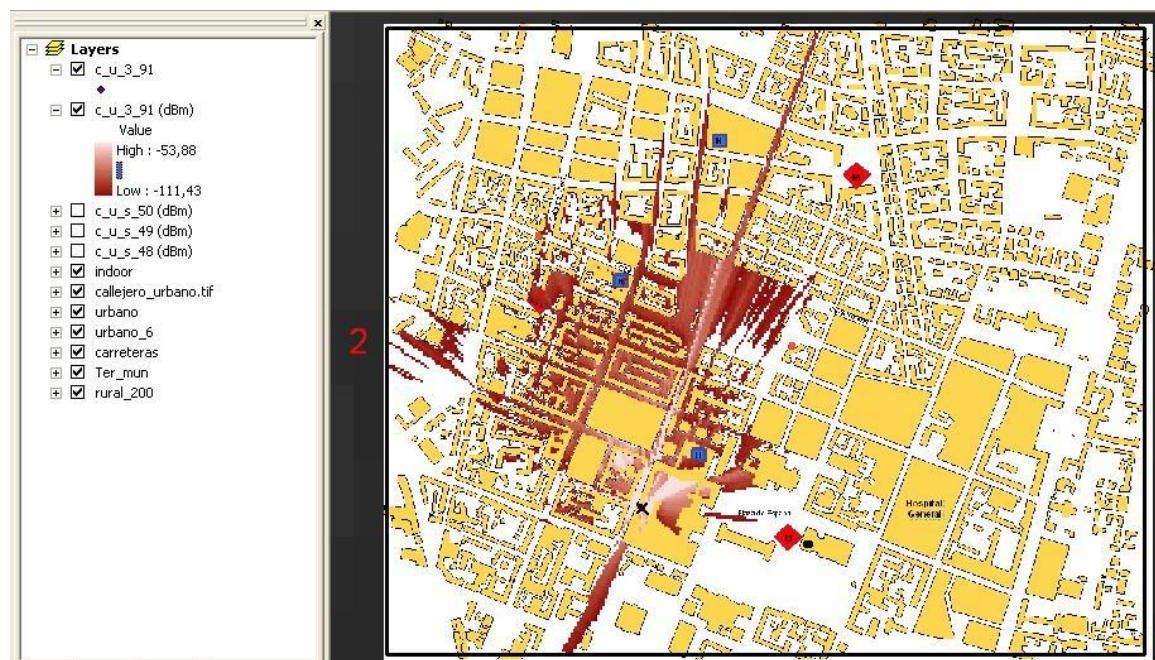 Layers
c_u_3_91
c_u_3_91 (dBm)
Value
High : -53,88
Low : -111,43
c_u_s_50 (dBm)
c_u_s_49 (dBm)
c_u_s_48 (dBm)
indoor
callejero_urbano.tif
urbano
urbano_6
carreteras
Ter_mun
rural_200
2
Hospital
General